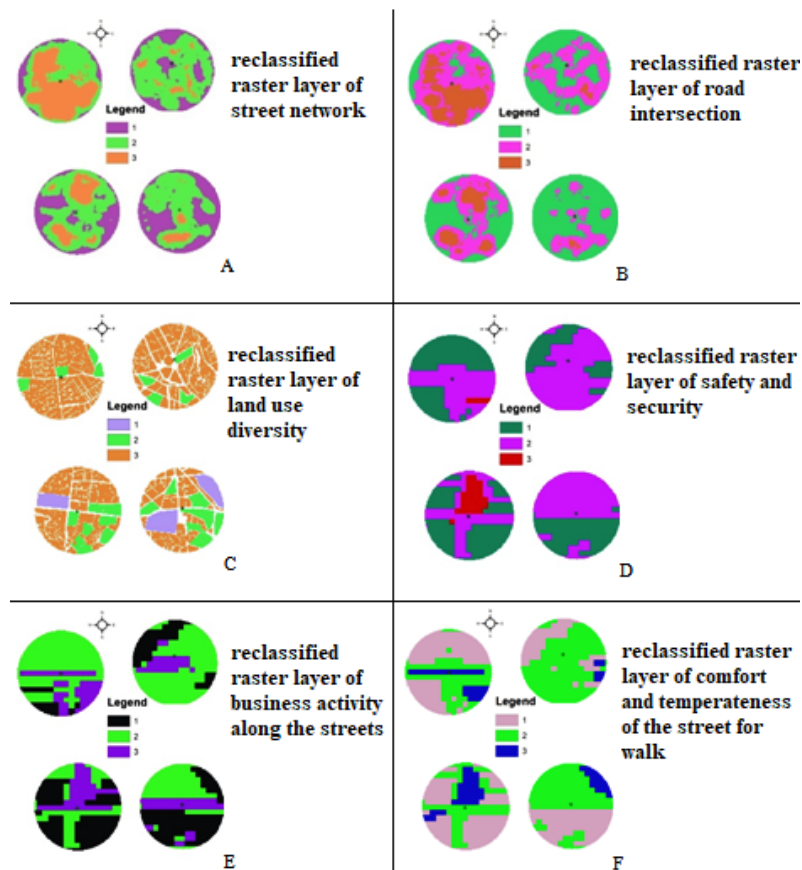 reclassified
raster layer of
street network
Legend
1
2
3
A
reclassified raster
layer of road
intersection
Legend
1
2
3
B
reclassified
raster layer of
land use
diversity
Legend
1
2
3
C
reclassified raster
layer of safety and
security
Legend
1
2
3
D
reclassified
raster layer of
business activity
along the streets
Legend
1
2
3
E
reclassified
raster layer of comfort
and temperateness
of the street for
walk
Legend
1
2
3
F